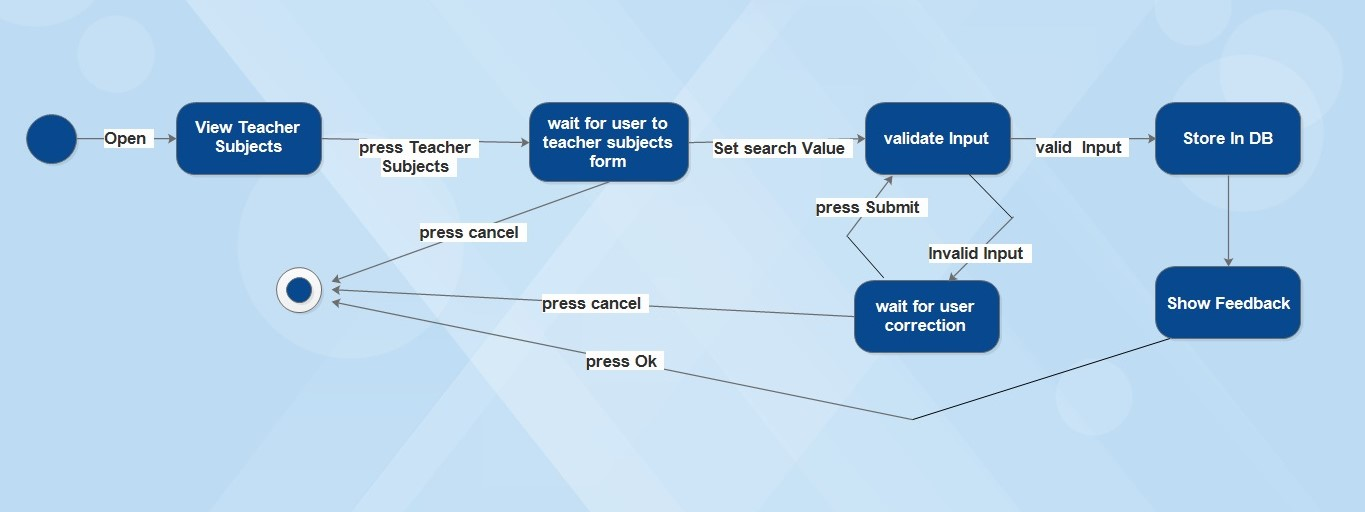 Open
View Teacher
Subjects
press Teacher
Subjects
wait for user to
teacher subjects
form
Set search Value
validate Input
valid  Input
Store In DB
press cancel
press Submit
Invalid Input
press cancel
wait for user
correction
Show Feedback
press Ok